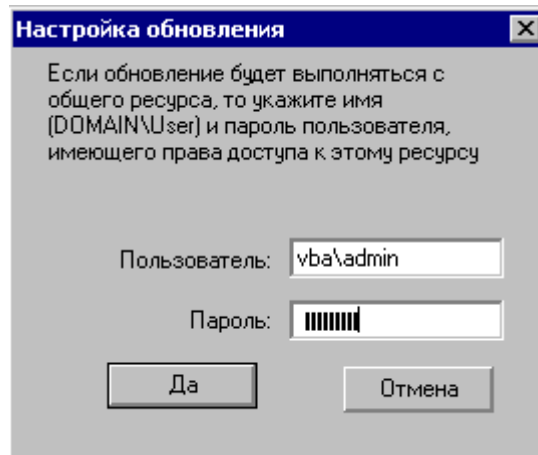 Настройка обновления
Если обновление будет выполняться с
общего ресурса, то укажите имя
(DOMAIN\User) и пароль пользователя,
имеющего права доступа к этому ресурсу
Пользователь: vba\admin
Пароль:
Да Отмена